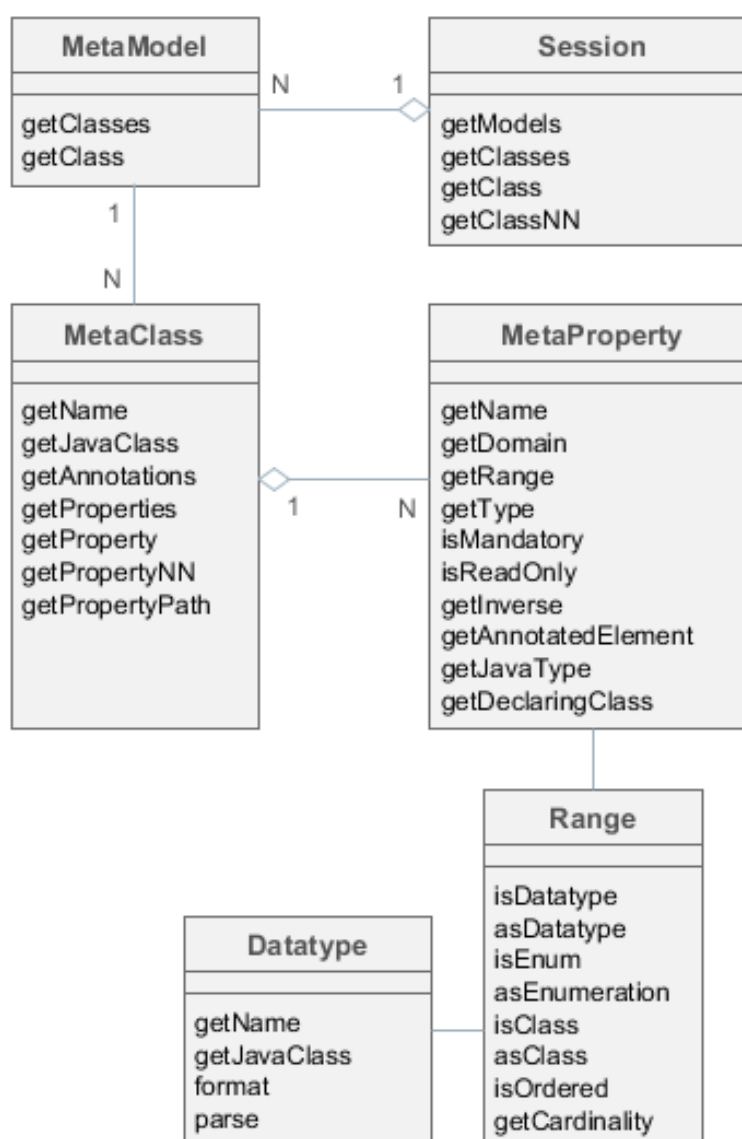 MetaModel
getClasses
getClass
N
1
Session
getModels
getClasses
getClass
getClassNN
1
N
MetaClass
getName
getJavaClass
getAnnotations
getProperties
getProperty
getPropertyNN
getPropertyPath
1
N
MetaProperty
getName
getDomain
getRange
getType
isMandatory
isReadOnly
getInverse
getAnnotatedElement
getJavaType
getDeclaringClass
Range
isDatatype
asDatatype
isEnum
asEnumeration
isClass
asClass
isOrdered
getCardinality
Datatype
getName
getJavaClass
format
parse